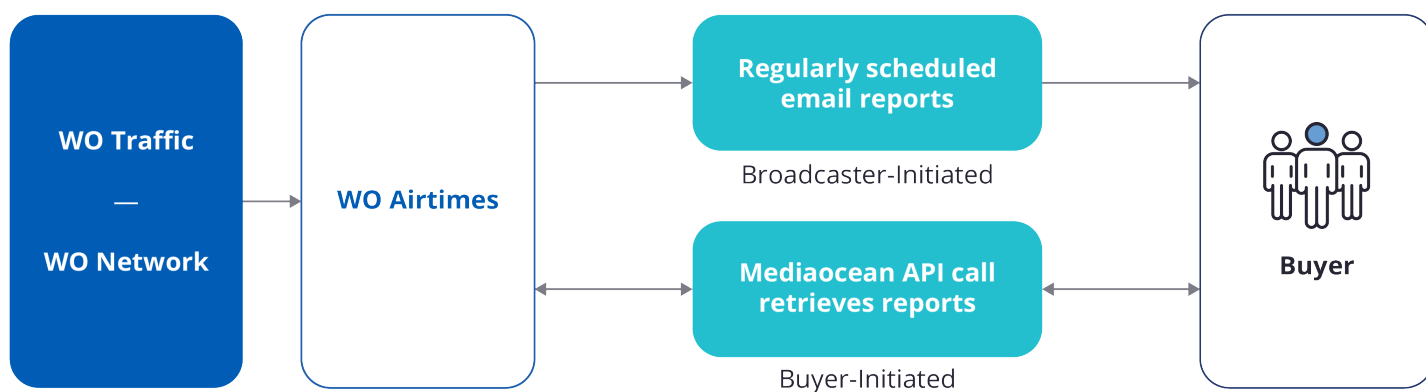 WO Traffic
—
WO Network
WO Airtimes
Regularly scheduled
email reports
Broadcaster-Initiated
Mediaocean API call
retrieves reports
Buyer-Initiated
Buyer